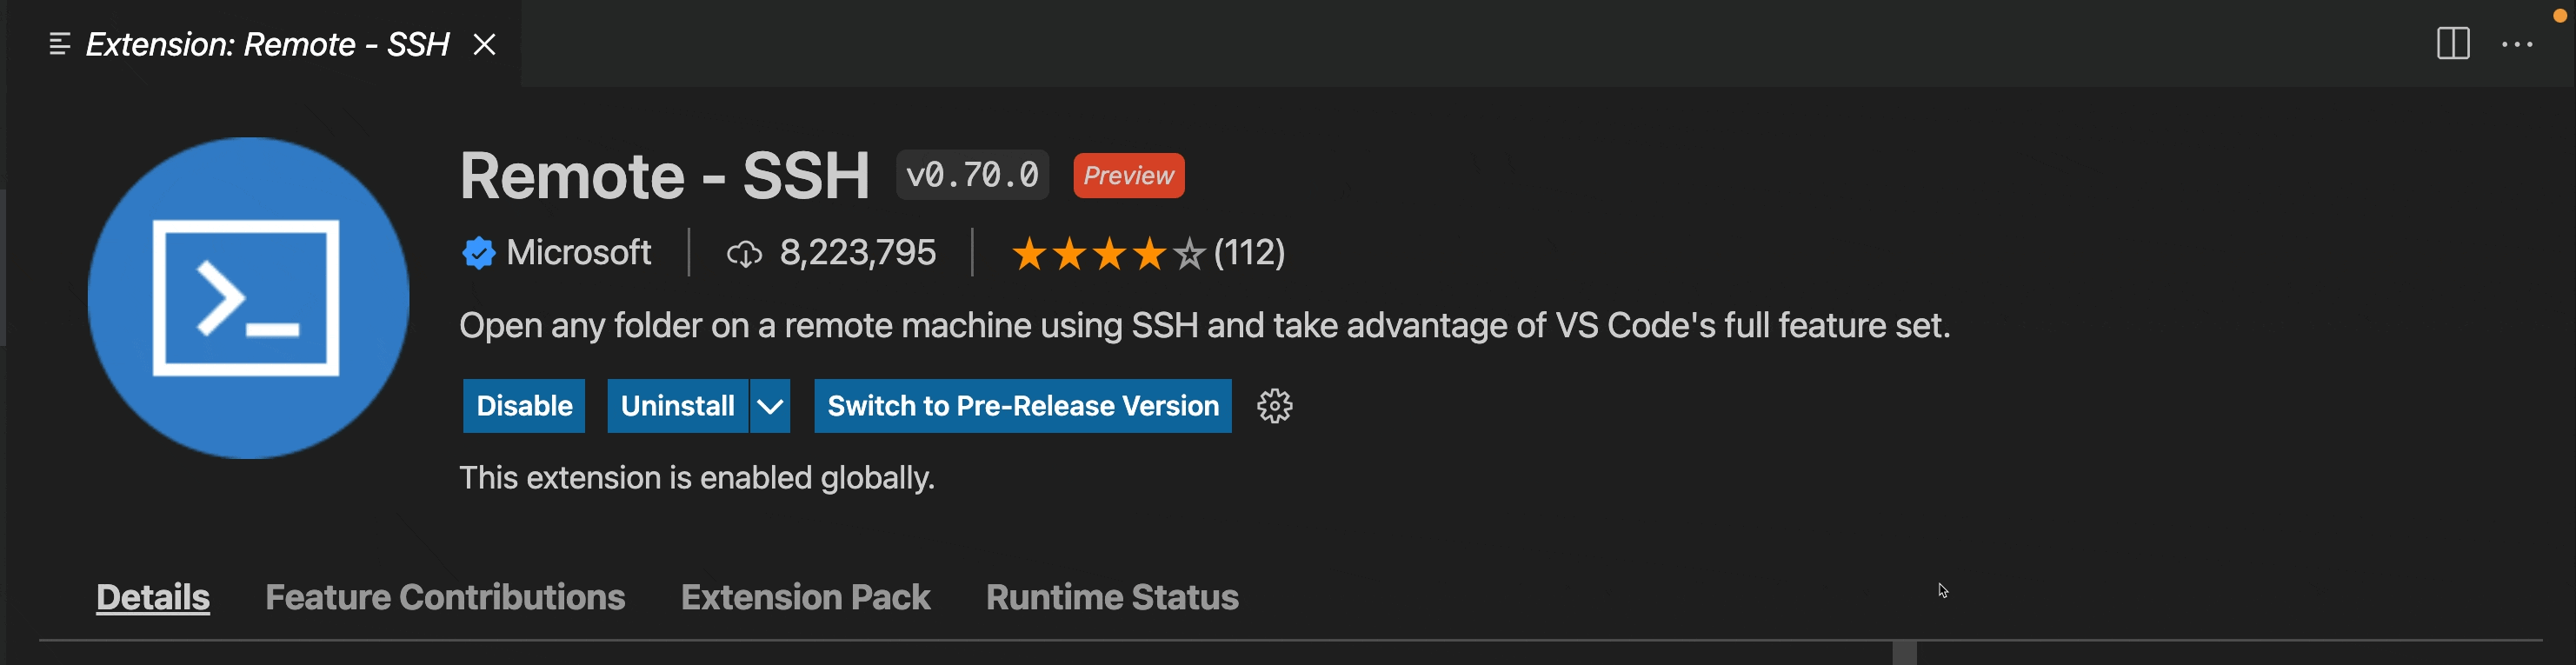 Extension: Remote - SSH
Remote - SSH v0.70.0 Preview
Microsoft 8,223,795 (112)
Open any folder on a remote machine using SSH and take advantage of VS Code's full feature set.
Disable Uninstall Switch to Pre-Release Version
This extension is enabled globally.
Details Feature Contributions Extension Pack Runtime Status